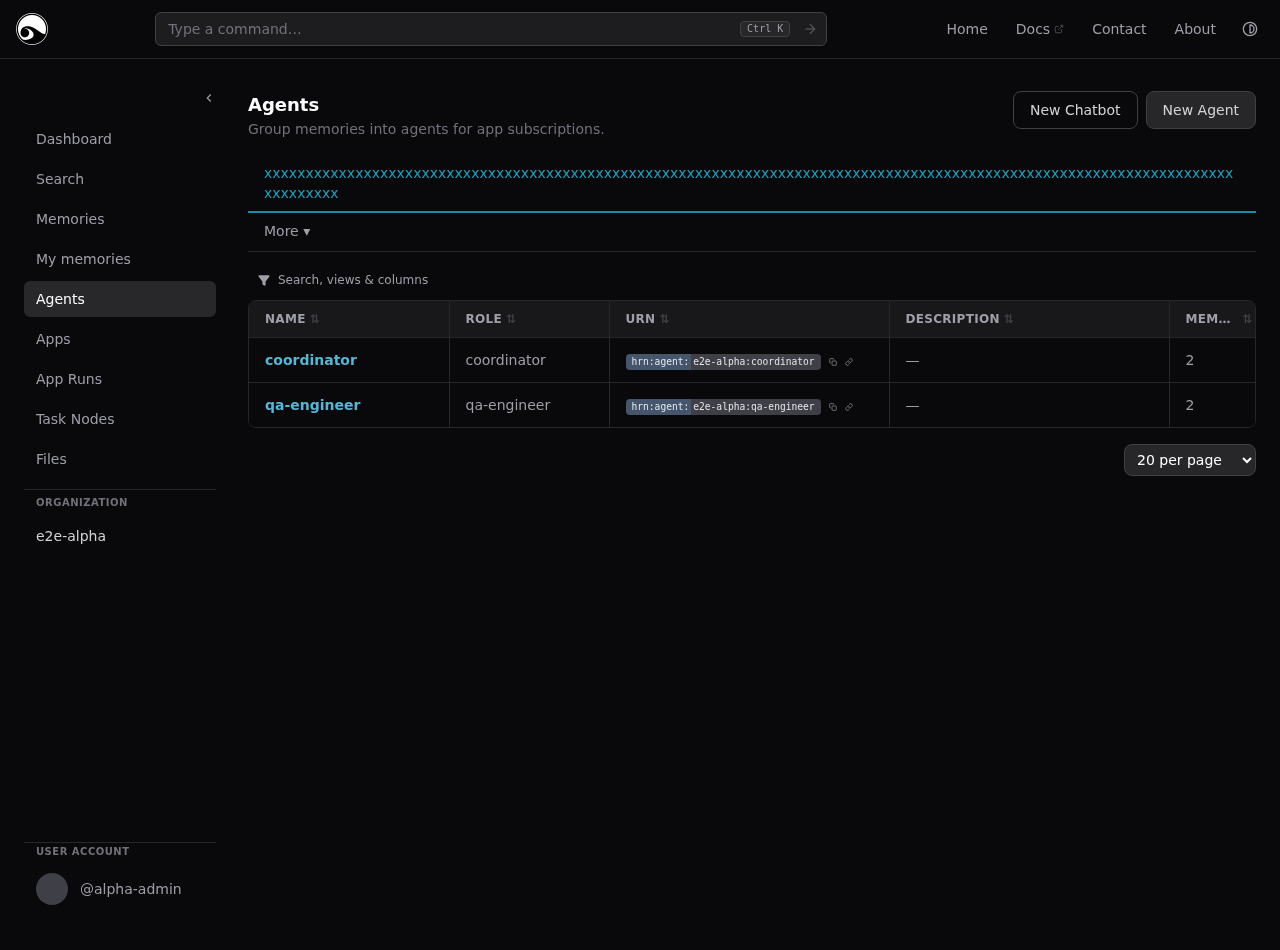 Type a command...
Ctrl K
Home
Docs
Contact
About
Agents
Group memories into agents for app subscriptions.
New Chatbot
New Agent
Dashboard
Search
Memories
My memories
Agents
Apps
App Runs
Task Nodes
Files
ORGANIZATION
e2e-alpha
USER ACCOUNT
@alpha-admin
More ▾
Search, views & columns
NAME ⇅ ROLE ⇅ URN ⇅ DESCRIPTION ⇅ MEM… ⇅
coordinator coordinator hrn:agent:e2e-alpha:coordinator — 2
qa-engineer qa-engineer hrn:agent:e2e-alpha:qa-engineer — 2
20 per page